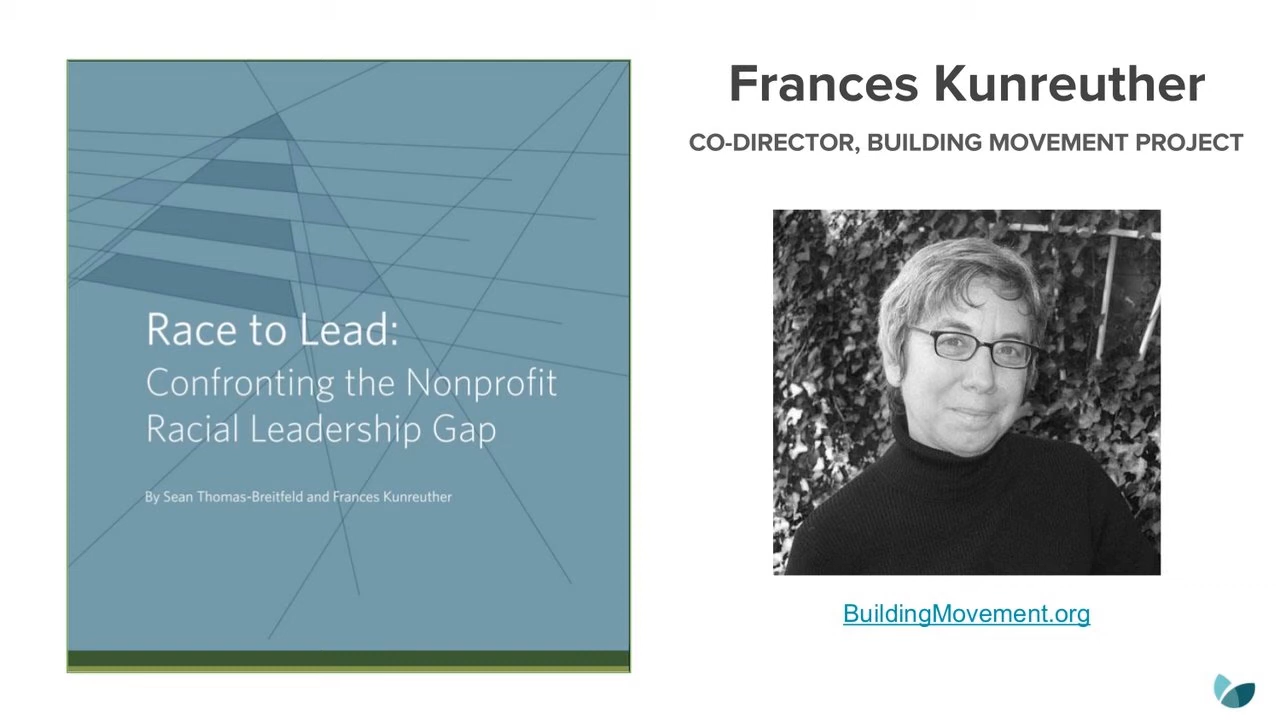 Race to Lead:
Confronting the Nonprofit
Racial Leadership Gap
By Sean Thomas-Breitfeld and Frances Kunreuther
Frances Kunreuther
CO-DIRECTOR, BUILDING MOVEMENT PROJECT
BuildingMovement.org